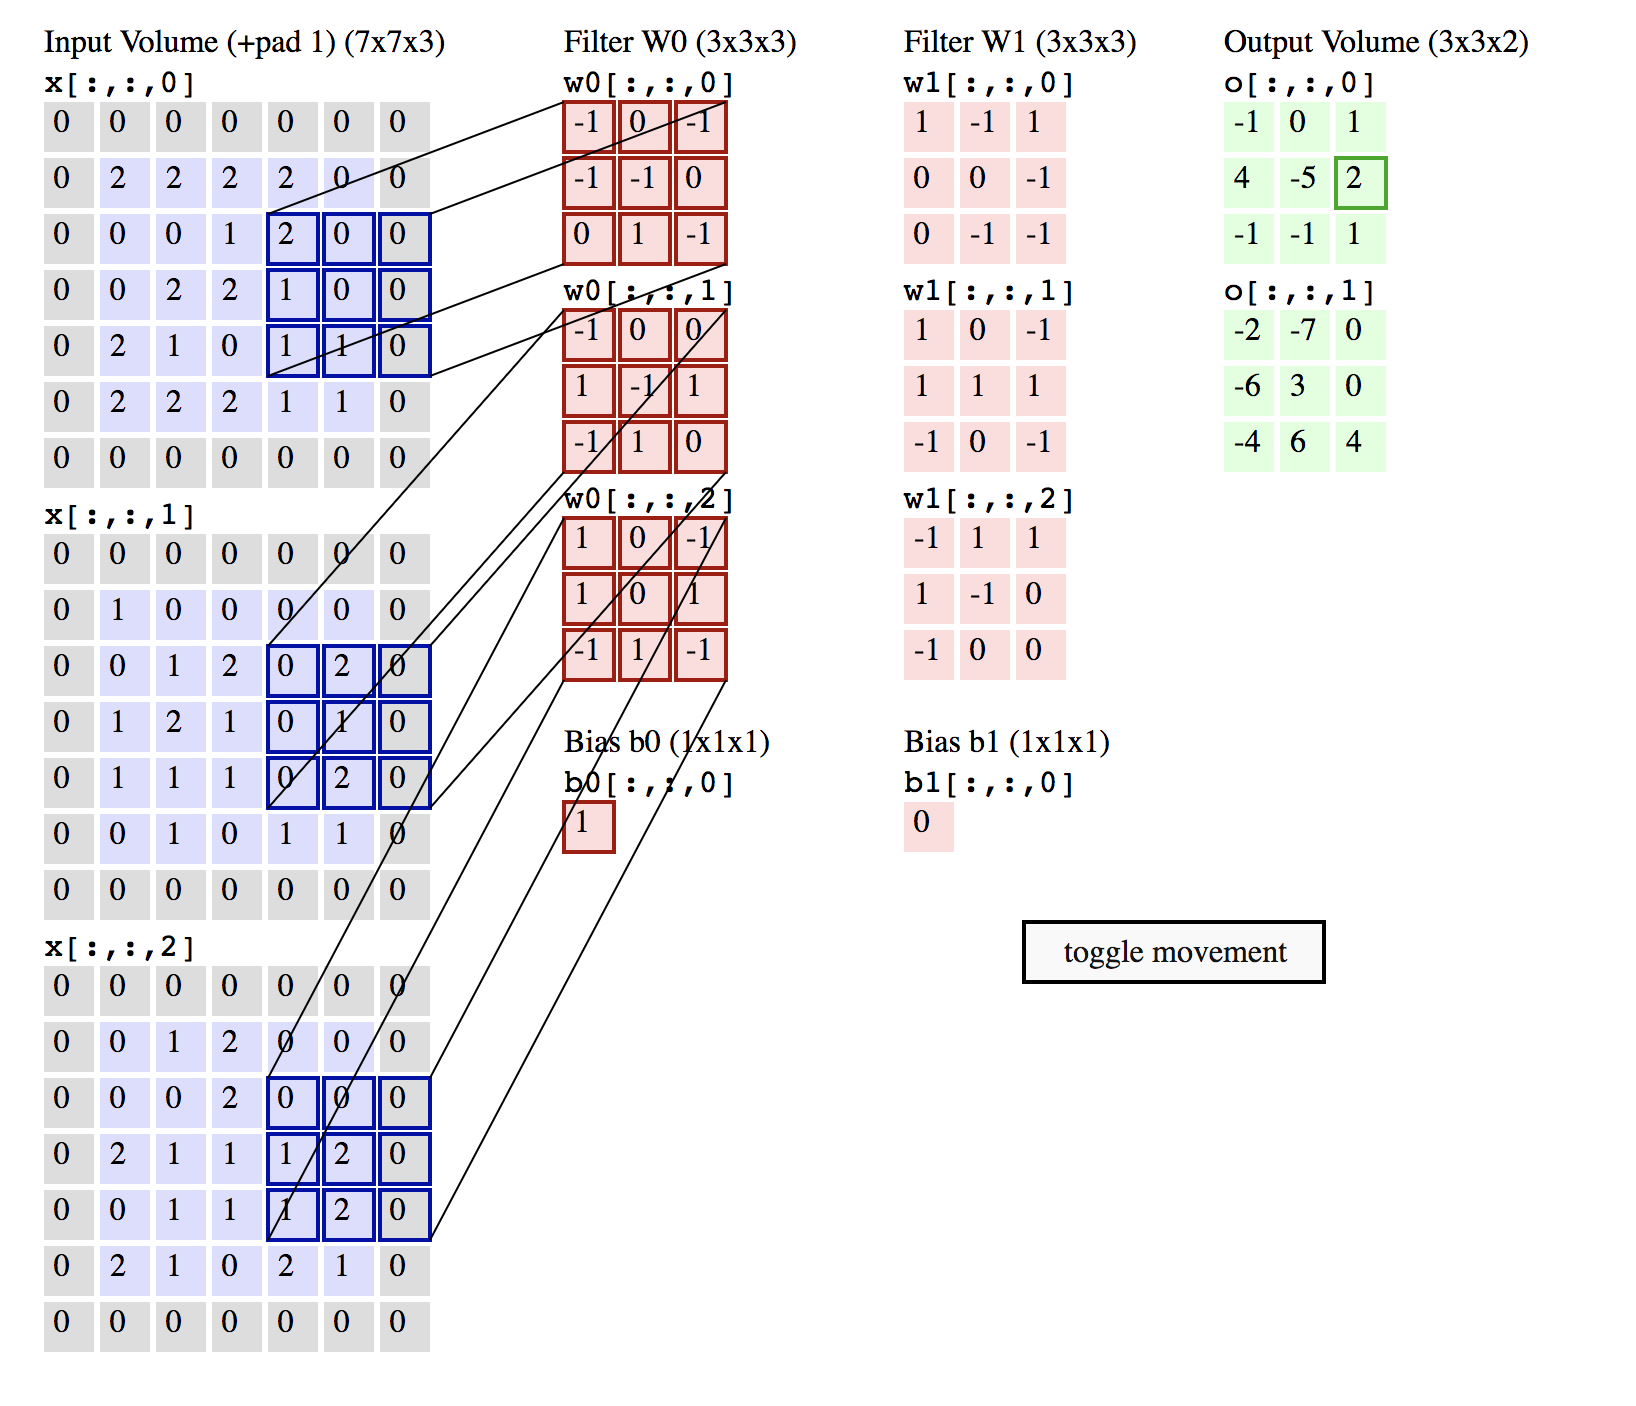 Input Volume (+pad 1) (7x7x3)
x[:,:,0]
0 0 0 0 0 0 0
0 2 2 2 2 0 0
0 0 0 1 2 0 0
0 0 2 2 1 0 0
0 2 1 0 1 1 0
0 2 2 2 1 1 0
0 0 0 0 0 0 0
x[:,:,1]
0 0 0 0 0 0 0
0 1 0 0 0 0 0
0 0 1 2 0 2 0
0 1 2 1 0 1 0
0 1 1 1 0 2 0
0 0 1 0 1 1 0
0 0 0 0 0 0 0
x[:,:,2]
0 0 0 0 0 0 0
0 0 1 2 0 0 0
0 0 0 2 0 0 0
0 2 1 1 1 2 0
0 0 1 1 1 2 0
0 2 1 0 2 1 0
0 0 0 0 0 0 0
Filter W0 (3x3x3)
w0[:,:,0]
-1 0 -1
-1 -1 0
0 1 -1
w0[:,:,1]
-1 0 0
1 -1 1
-1 1 0
w0[:,:,2]
1 0 -1
1 0 1
-1 1 -1
Bias b0 (1x1x1)
b0[:,:,0]
1
Filter W1 (3x3x3)
w1[:,:,0]
1 -1 1
0 0 -1
0 -1 -1
w1[:,:,1]
1 0 -1
1 1 1
-1 0 -1
w1[:,:,2]
-1 1 1
1 -1 0
-1 0 0
Bias b1 (1x1x1)
b1[:,:,0]
0
Output Volume (3x3x2)
o[:,:,0]
-1 0 1
4 -5 2
-1 -1 1
o[:,:,1]
-2 -7 0
-6 3 0
-4 6 4
toggle movement